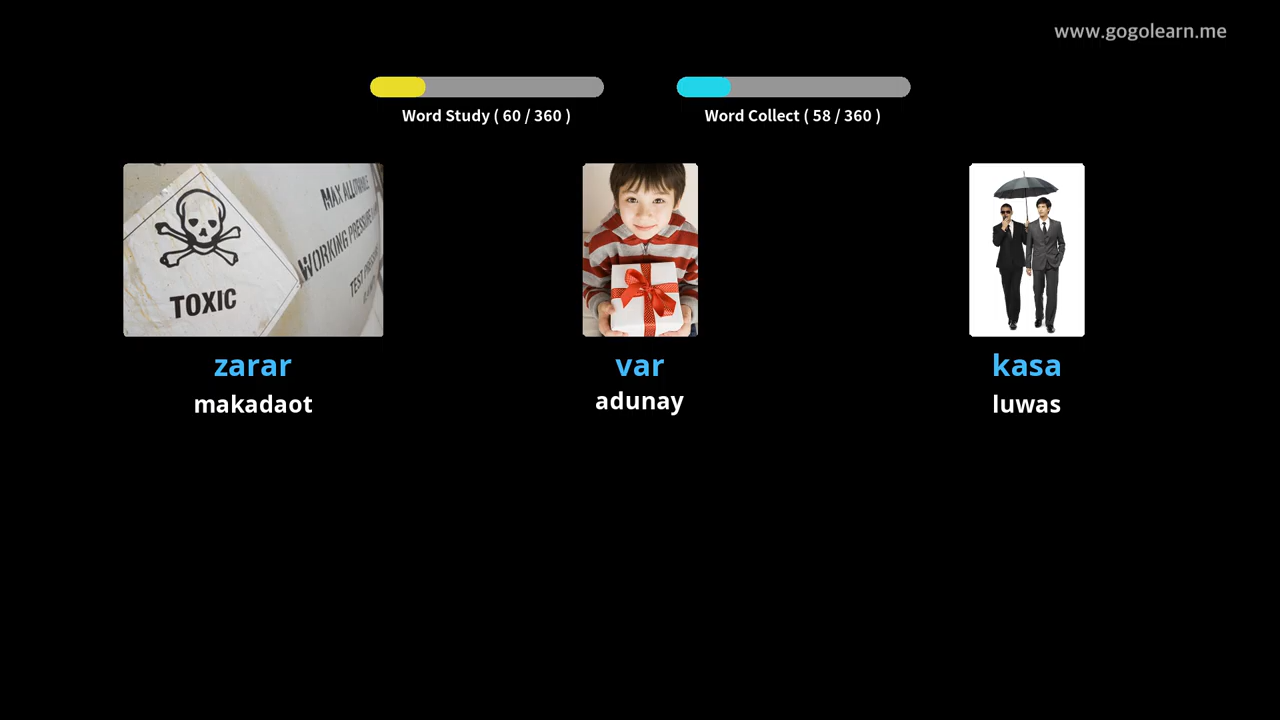 www.gogolearn.me
Word Study ( 60 / 360 )
Word Collect ( 58 / 360 )
TOXIC
MAX ALLOWABLE
WORKING PRESSURE
TEST
zarar
var
kasa
makadaot
adunay
luwas